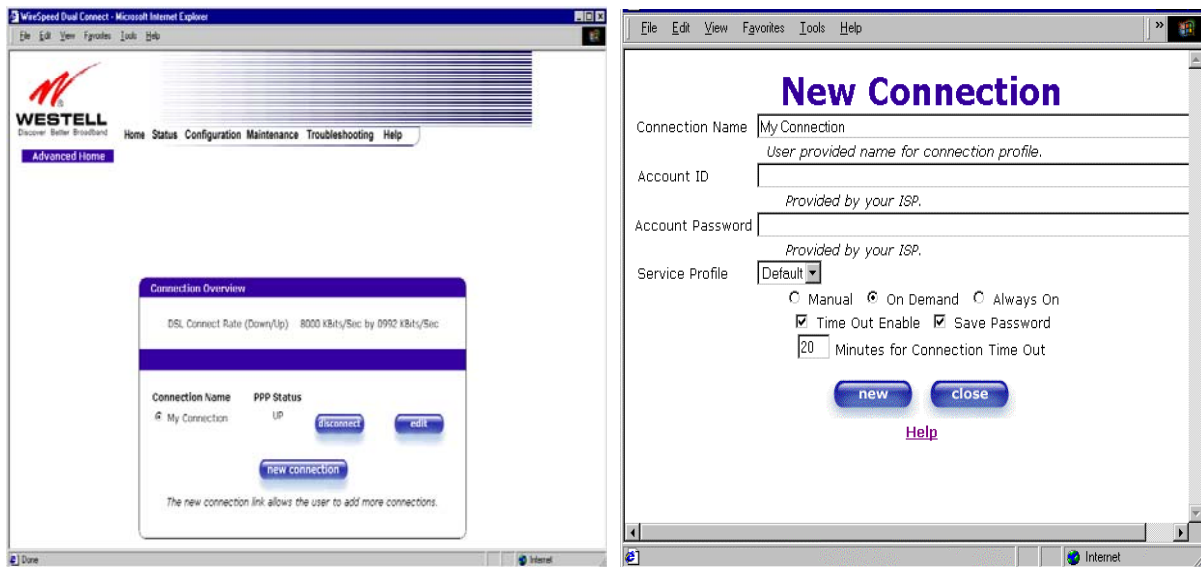 WireSpeed Dual Connect - Microsoft Internet Explorer
File Edit View Favorites Tools Help
WESTELL
Discover Better Broadband
Home Status Configuration Maintenance Troubleshooting Help
Advanced Home
Connection Overview
DSL Connect Rate (Down/Up) 8000 KBits/Sec by 0992 KBits/Sec
Connection Name PPP Status
My Connection UP disconnect edit
new connection
The new connection link allows the user to add more connections.
Done Internet
File Edit View Favorites Tools Help »
New Connection
Connection Name My Connection
User provided name for connection profile.
Account ID
Provided by your ISP.
Account Password
Provided by your ISP.
Service Profile Default
Manual On Demand Always On
Time Out Enable Save Password
20 Minutes for Connection Time Out
new close
Help
Internet